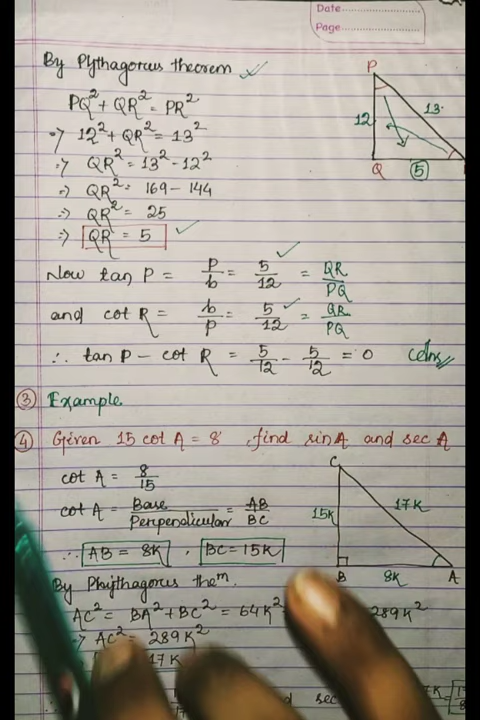 Date
Page
By Pythagorus theorem ✓
PQ² + QR² = PR²
⇒ 12² + QR² = 13²
⇒ QR² = 13² - 12²
⇒ QR² = 169 - 144
⇒ QR² = 25
⇒ QR = 5 ✓
P
12
13
Q
5
Now tan P = p/b = 5/12 = QR/PQ
and cot R = b/p = 5/12 = QR/PQ
∴ tan P - cot R = 5/12 - 5/12 = 0
③ Example
④ Given 15 cot A = 8, find sin A and sec A
cot A = 8/15
cot A = Base/Perpendicular = AB/BC
∴ AB = 8K, BC = 15K
C
15K
17K
B
8K
A
By Phythagorus theᵐ.
AC² = BA² + BC² = 64K² 289K²
⇒ AC² = 289K²
17K
sec